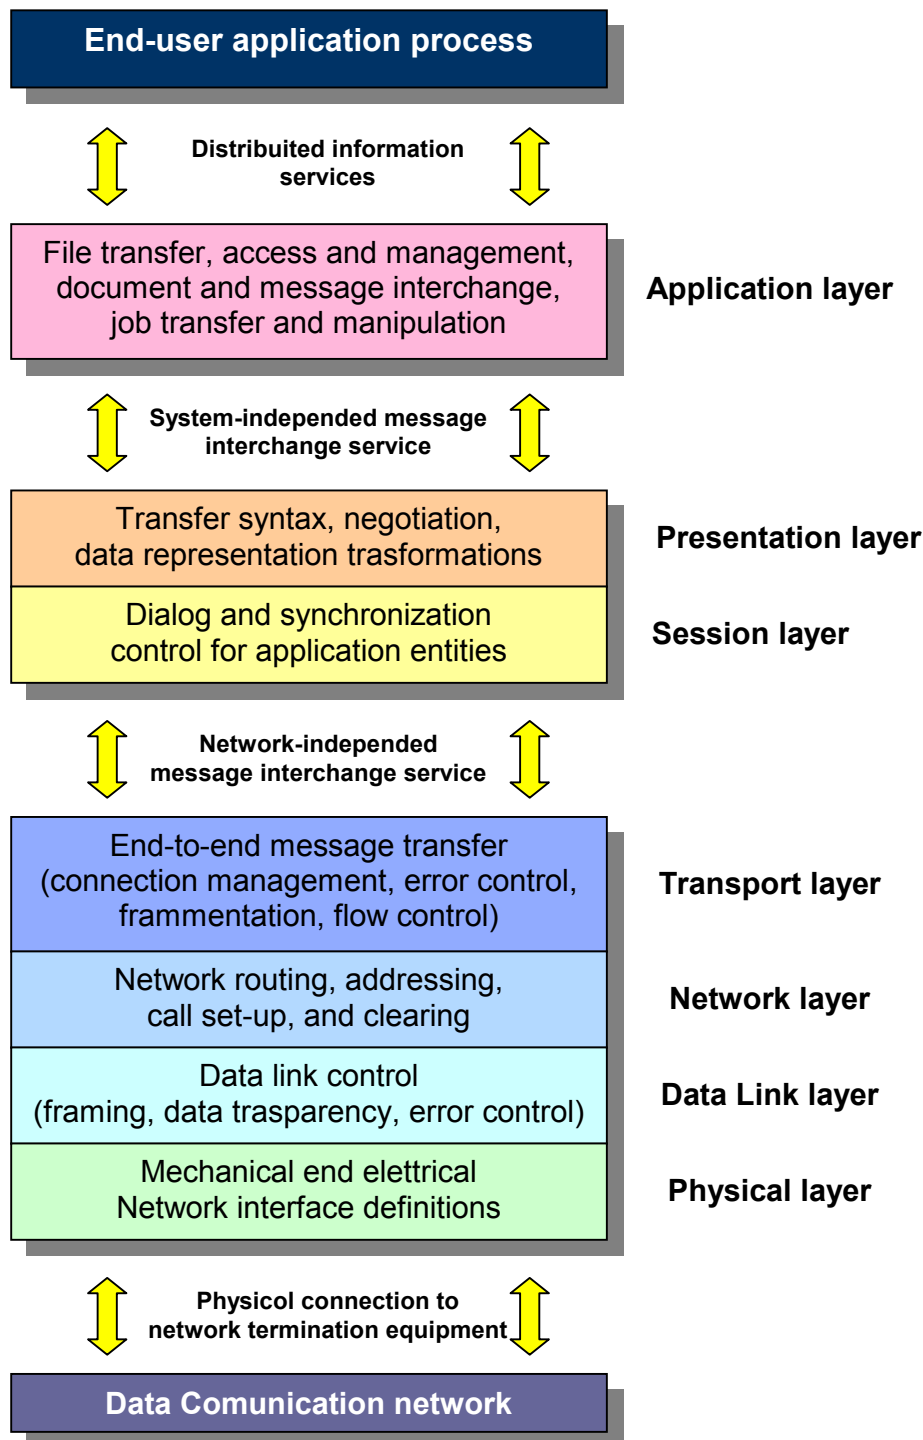 End-user application process
Distribuited information
services
File transfer, access and management,
document and message interchange,
job transfer and manipulation
Application layer
System-independed message
interchange service
Transfer syntax, negotiation,
data representation trasformations
Presentation layer
Dialog and synchronization
control for application entities
Session layer
Network-independed
message interchange service
End-to-end message transfer
(connection management, error control,
frammentation, flow control)
Transport layer
Network routing, addressing,
call set-up, and clearing
Network layer
Data link control
(framing, data trasparency, error control)
Data Link layer
Mechanical end elettrical
Network interface definitions
Physical layer
Physicol connection to
network termination equipment
Data Comunication network